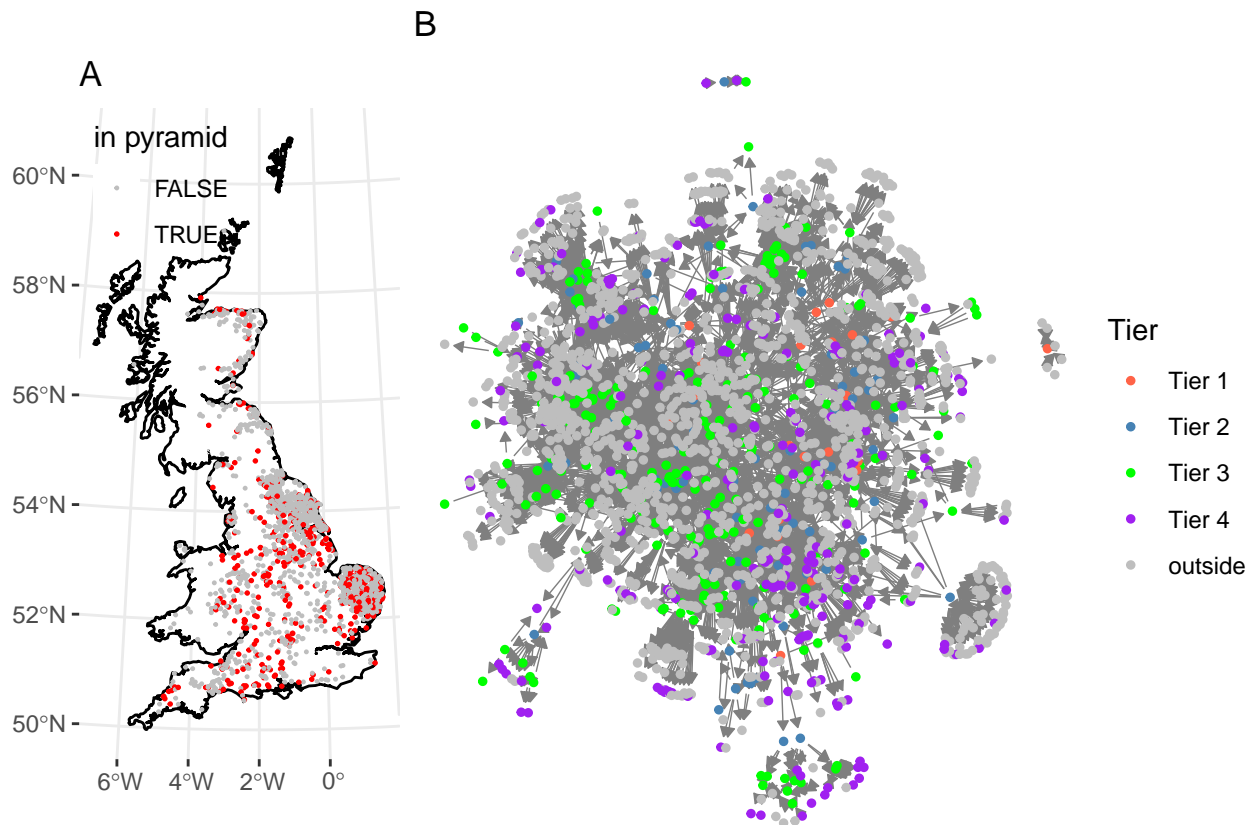 B
A
in pyramid
FALSE
TRUE
60°N
58°N
56°N
54°N
52°N
50°N
6°W 4°W 2°W 0°
Tier
Tier 1
Tier 2
Tier 3
Tier 4
outside